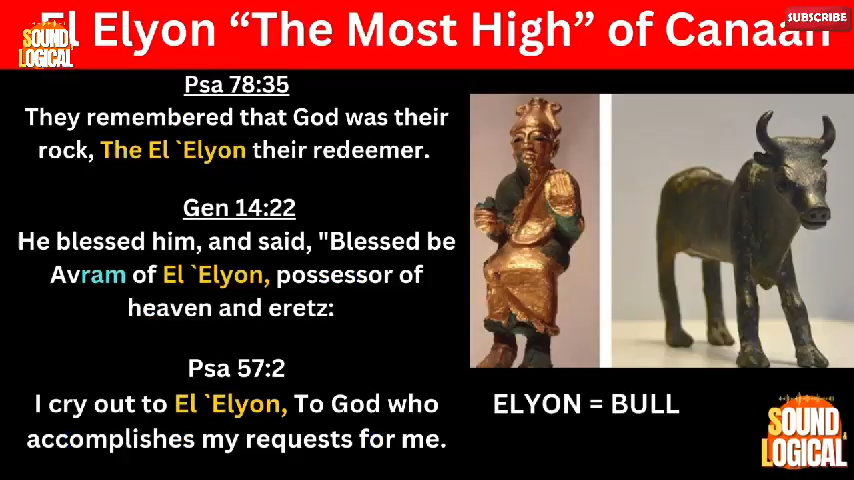 El Elyon “The Most High” of Canaan
SUBSCRIBE
SOUND
LOGICAL
Psa 78:35
They remembered that God was their
rock, The El `Elyon their redeemer.
Gen 14:22
He blessed him, and said, "Blessed be
Avram of El `Elyon, possessor of
heaven and eretz:
Psa 57:2
I cry out to El `Elyon, To God who
accomplishes my requests for me.
ELYON = BULL
SOUND
LOGICAL